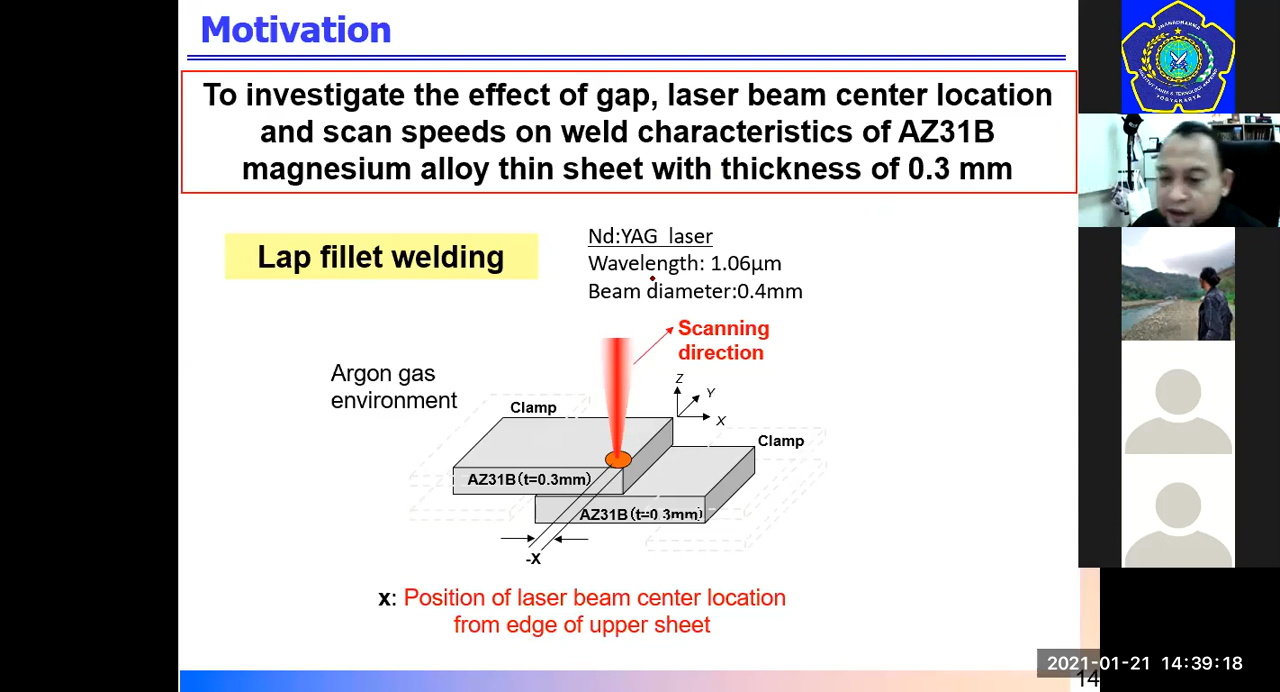 Motivation
To investigate the effect of gap, laser beam center location
and scan speeds on weld characteristics of AZ31B
magnesium alloy thin sheet with thickness of 0.3 mm
Lap fillet welding
Nd:YAG laser
Wavelength: 1.06μm
Beam diameter:0.4mm
Scanning
direction
Argon gas
environment
Z
Y
X
Clamp
Clamp
AZ31B(t=0.3mm)
AZ31B(t=0.3mm)
-X
x: Position of laser beam center location
from edge of upper sheet
YOGYAKARTA
2021-01-21 14:39:18
14